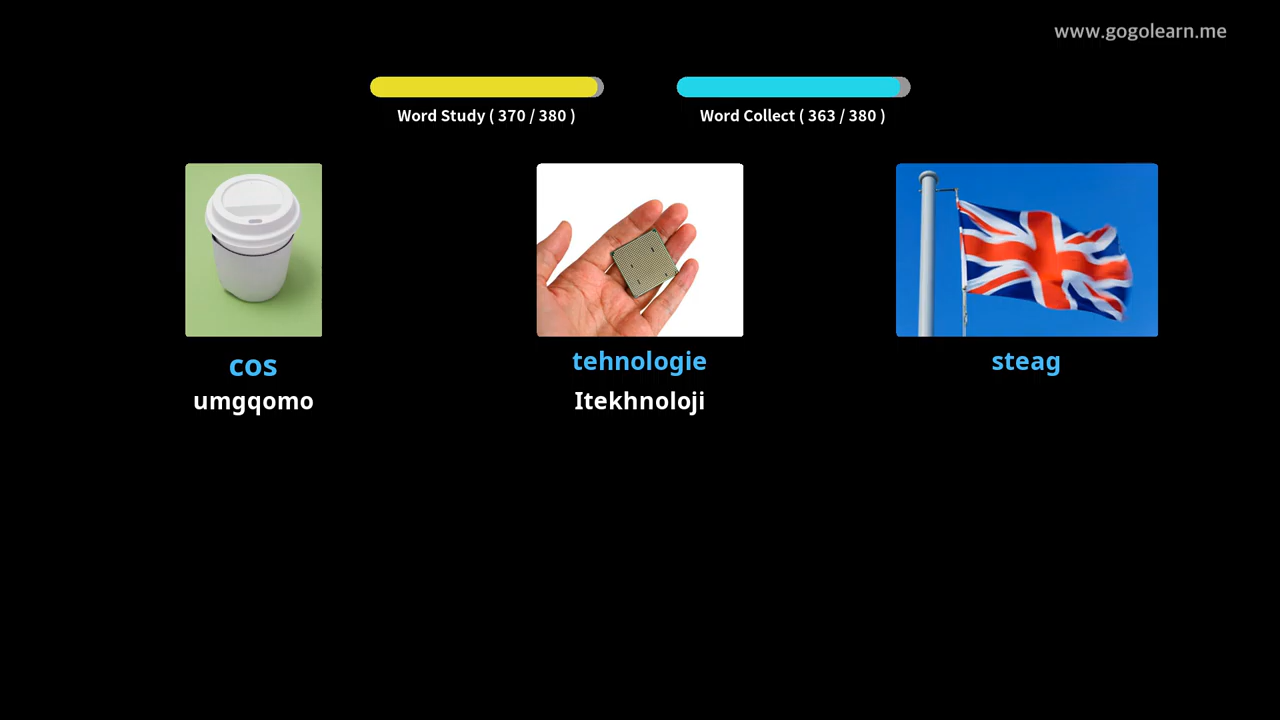 www.gogolearn.me
Word Study ( 370 / 380 )
Word Collect ( 363 / 380 )
cos
tehnologie
steag
umgqomo
Itekhnoloji